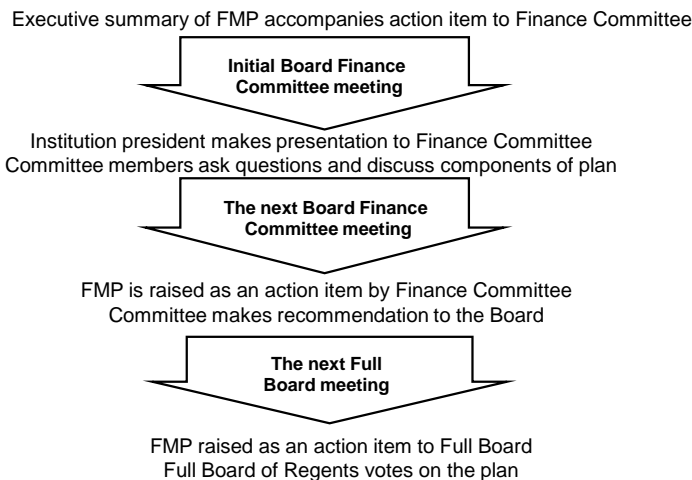 Executive summary of FMP accompanies action item to Finance Committee
Initial Board Finance
Committee meeting
Institution president makes presentation to Finance Committee
Committee members ask questions and discuss components of plan
The next Board Finance
Committee meeting
FMP is raised as an action item by Finance Committee
Committee makes recommendation to the Board
The next Full
Board meeting
FMP raised as an action item to Full Board
Full Board of Regents votes on the plan